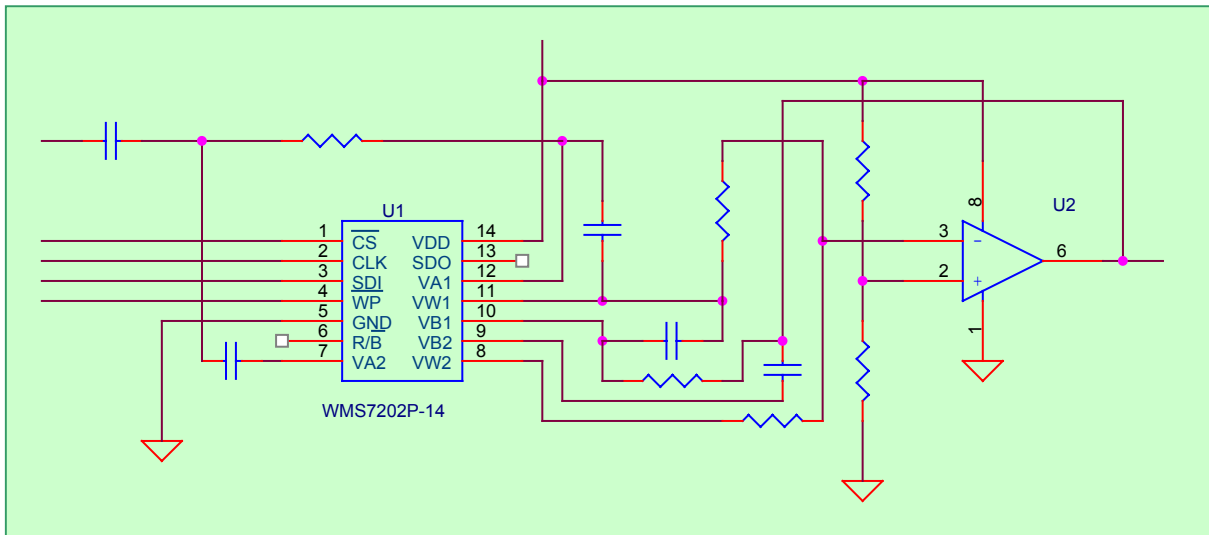 U1
1 CS VDD 14
2 CLK SDO 13
3 SDI VA1 12
4 WP VW1 11
5 GND VB1 10
6 R/B VB2 9
7 VA2 VW2 8
WMS7202P-14
U2
8
3 −
2 +
6
1